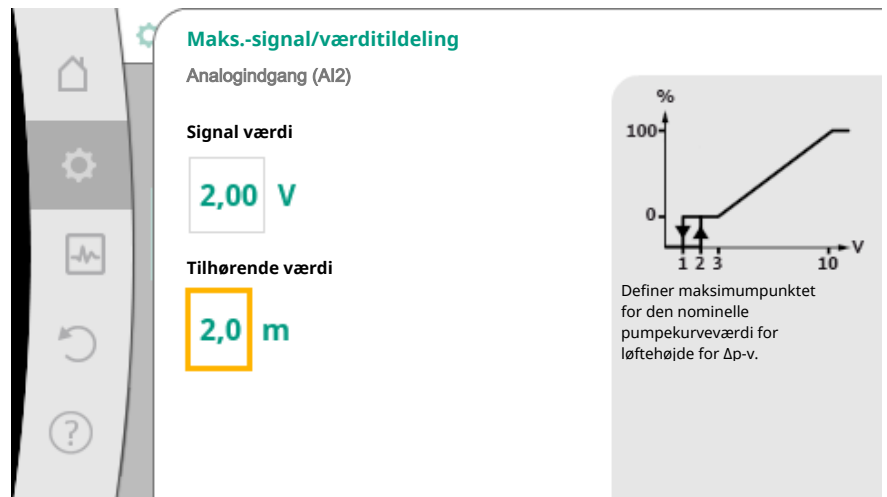 Maks.-signal/værditildeling
Analogindgang (AI2)
Signal værdi
2,00 V
Tilhørende værdi
2,0 m
%
100
0
1 2 3 10 V
Definer maksimumpunktet
for den nominelle
pumpekurveværdi for
løftehøjde for Δp-v.
?